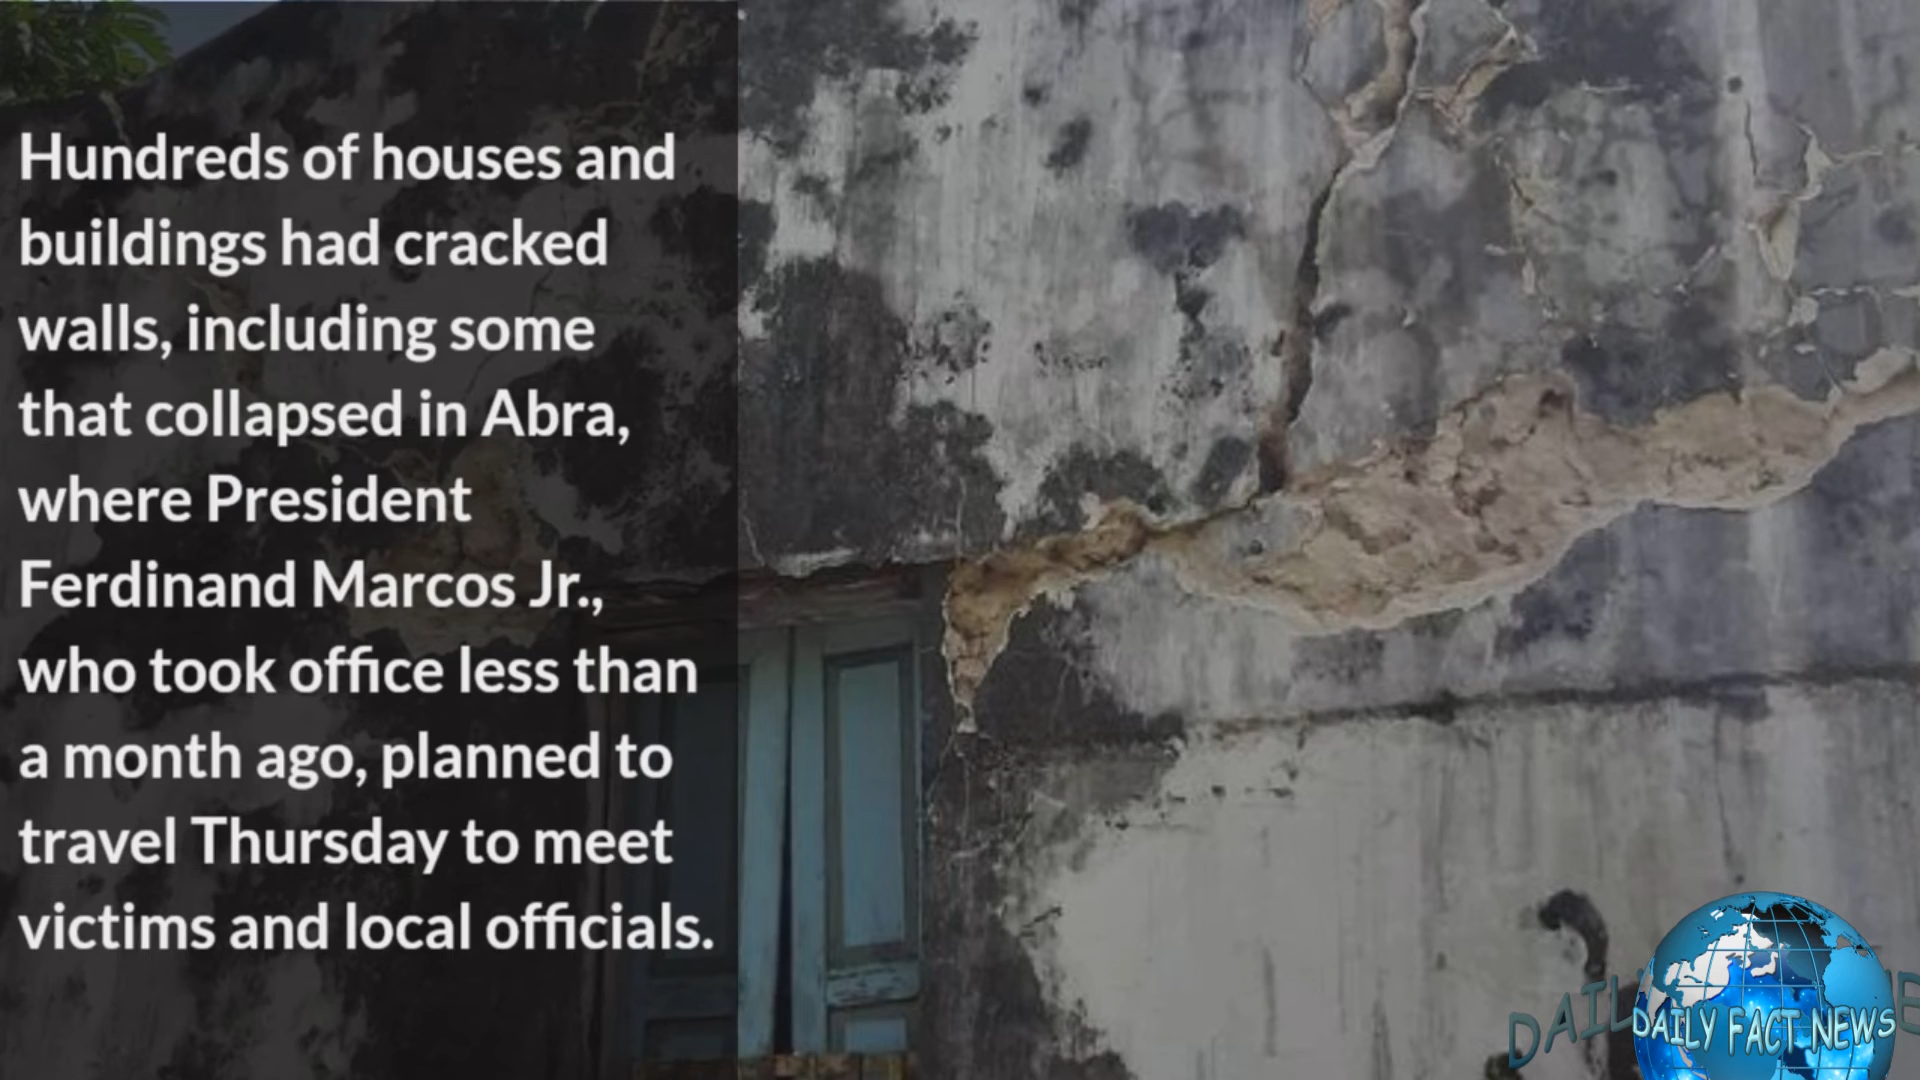 Hundreds of houses and
buildings had cracked
walls, including some
that collapsed in Abra,
where President
Ferdinand Marcos Jr.,
who took office less than
a month ago, planned to
travel Thursday to meet
victims and local officials.
DAILY FACT NEWS